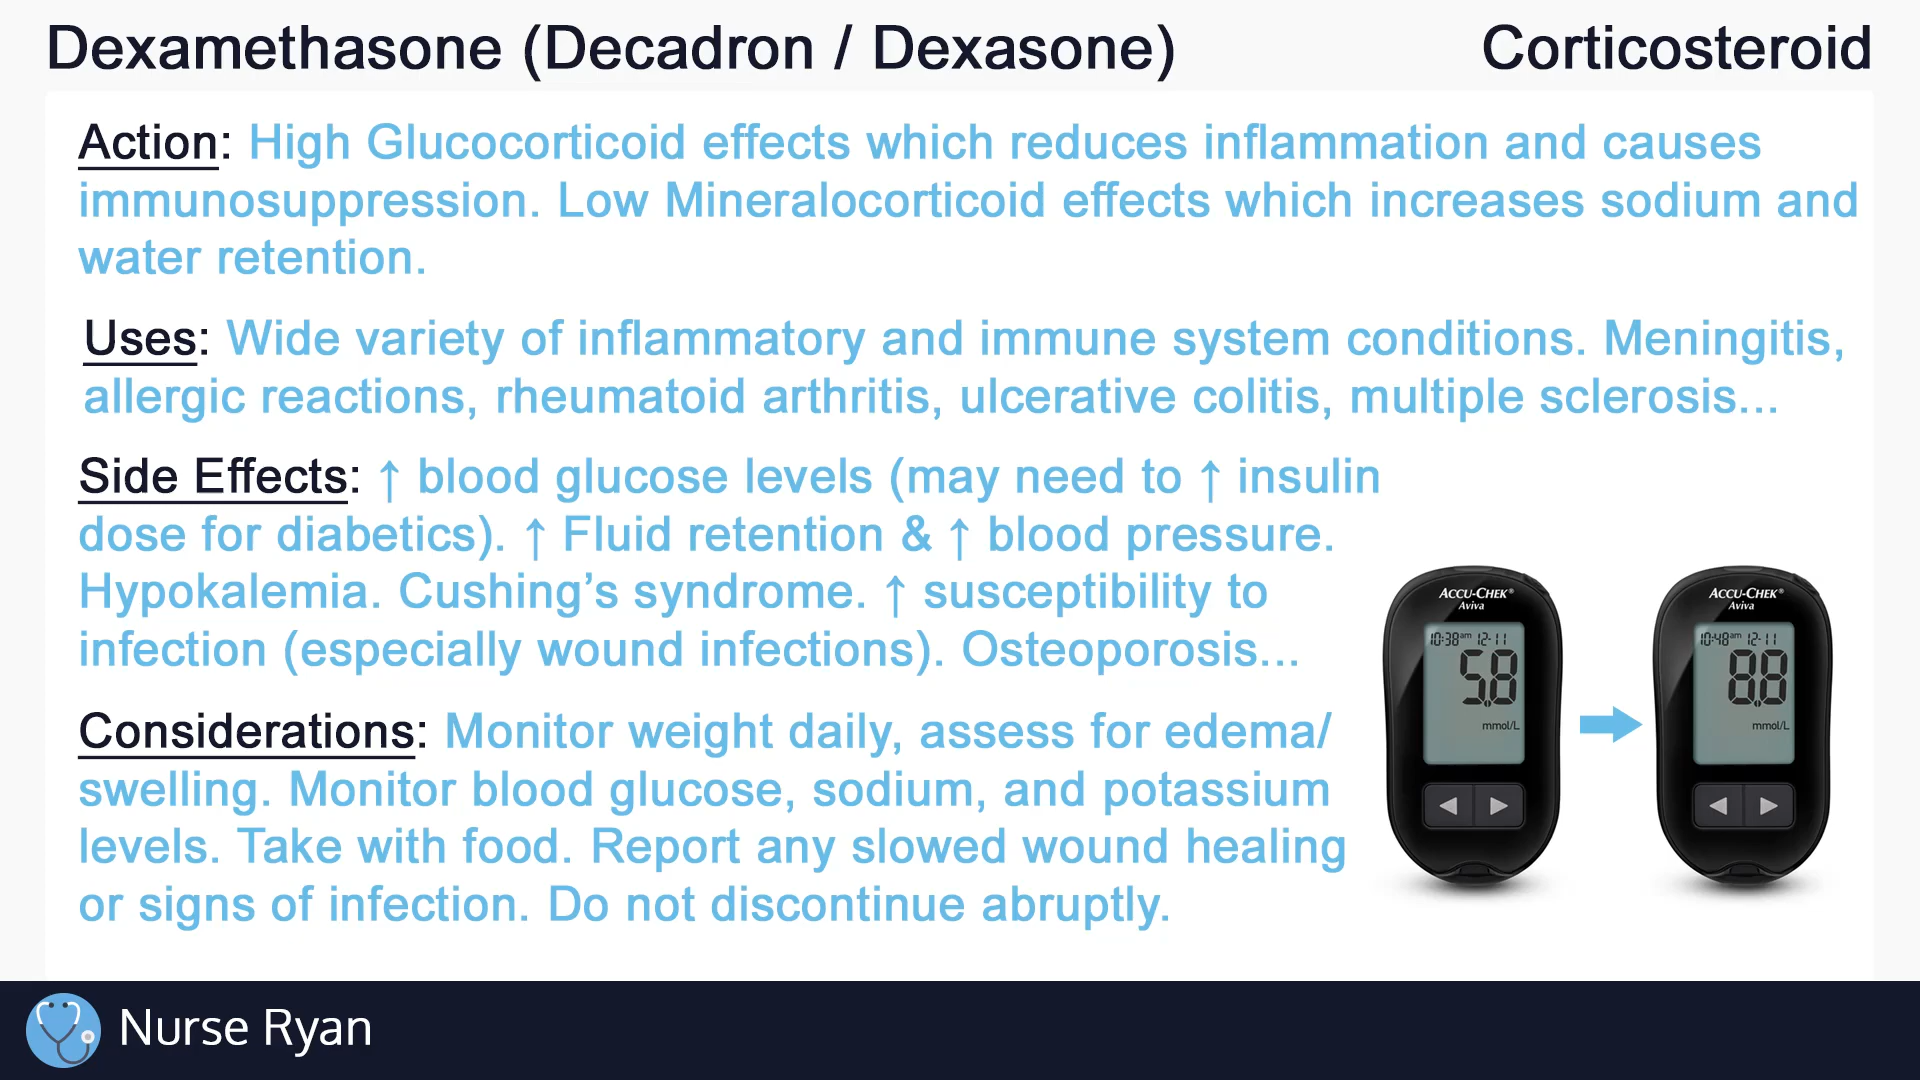 Dexamethasone (Decadron / Dexasone)
Corticosteroid
Action: High Glucocorticoid effects which reduces inflammation and causes
immunosuppression. Low Mineralocorticoid effects which increases sodium and
water retention.
Uses: Wide variety of inflammatory and immune system conditions. Meningitis,
allergic reactions, rheumatoid arthritis, ulcerative colitis, multiple sclerosis...
Side Effects: ↑ blood glucose levels (may need to ↑ insulin
dose for diabetics). ↑ Fluid retention & ↑ blood pressure.
Hypokalemia. Cushing’s syndrome. ↑ susceptibility to
infection (especially wound infections). Osteoporosis...
Considerations: Monitor weight daily, assess for edema/
swelling. Monitor blood glucose, sodium, and potassium
levels. Take with food. Report any slowed wound healing
or signs of infection. Do not discontinue abruptly.
ACCU-CHEK®
Aviva
10:38am 12-11
5.8
mmol/L
ACCU-CHEK®
Aviva
10:48am 12-11
8.8
mmol/L
Nurse Ryan